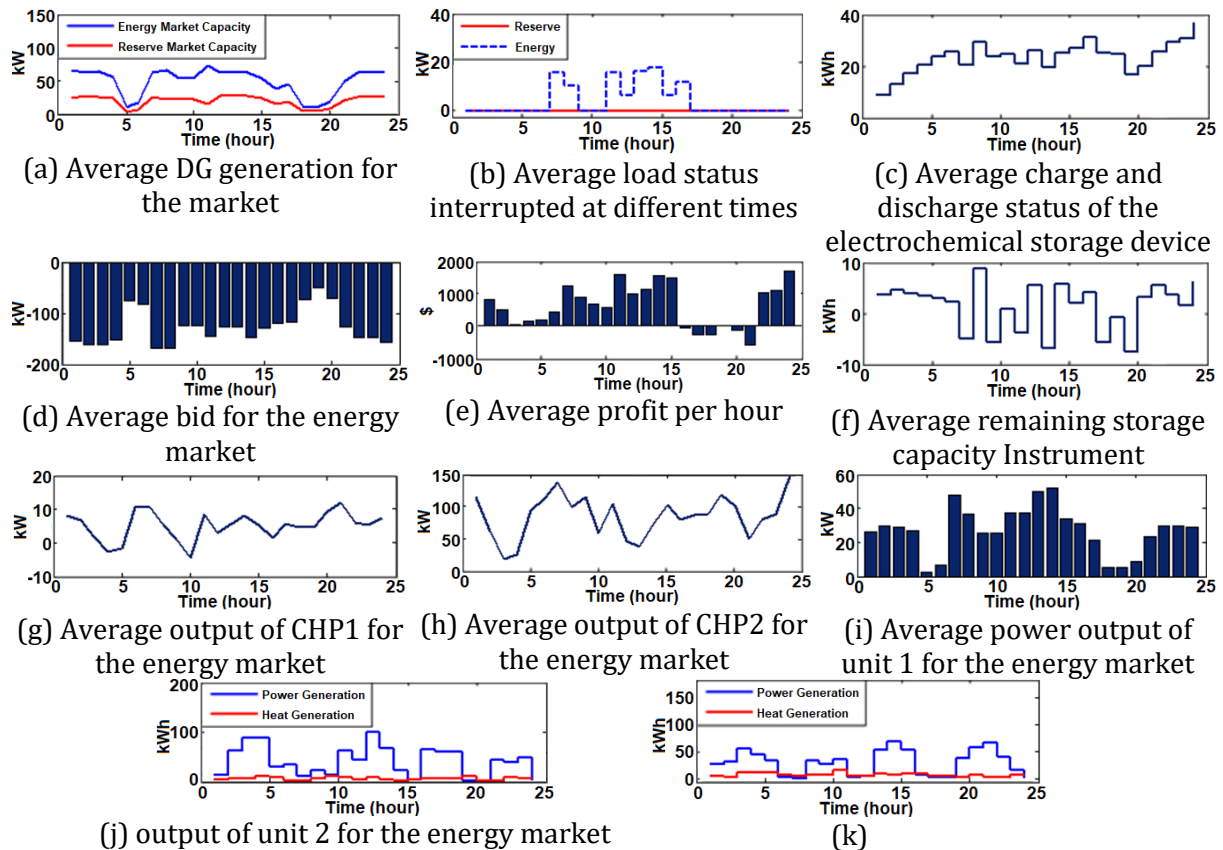 150
100
50
0
kW
Energy Market Capacity
Reserve Market Capacity
0 5 10 15 20 25
Time (hour)
(a) Average DG generation for
the market
40
20
0
kW
Reserve
Energy
0 5 10 15 20 25
Time (hour)
(b) Average load status
interrupted at different times
40
20
0
kWh
0 5 10 15 20 25
Time (hour)
(c) Average charge and
discharge status of the
electrochemical storage device
0
-100
-200
kW
0 5 10 15 20 25
Time (hour)
(d) Average bid for the energy
market
2000
1000
0
-1000
$
0 5 10 15 20 25
Time (hour)
(e) Average profit per hour
10
0
-10
kWh
0 5 10 15 20 25
Time (hour)
(f) Average remaining storage
capacity Instrument
20
10
0
-10
kW
0 5 10 15 20 25
Time (hour)
(g) Average output of CHP1 for
the energy market
150
100
50
0
kW
0 5 10 15 20 25
Time (hour)
(h) Average output of CHP2 for
the energy market
60
40
20
0
kW
0 5 10 15 20 25
Time (hour)
(i) Average power output of
unit 1 for the energy market
200
100
0
kWh
Power Generation
Heat Generation
0 5 10 15 20 25
Time (hour)
(j) output of unit 2 for the energy market
150
100
50
0
kWh
Power Generation
Heat Generation
0 5 10 15 20 25
Time (hour)
(k)